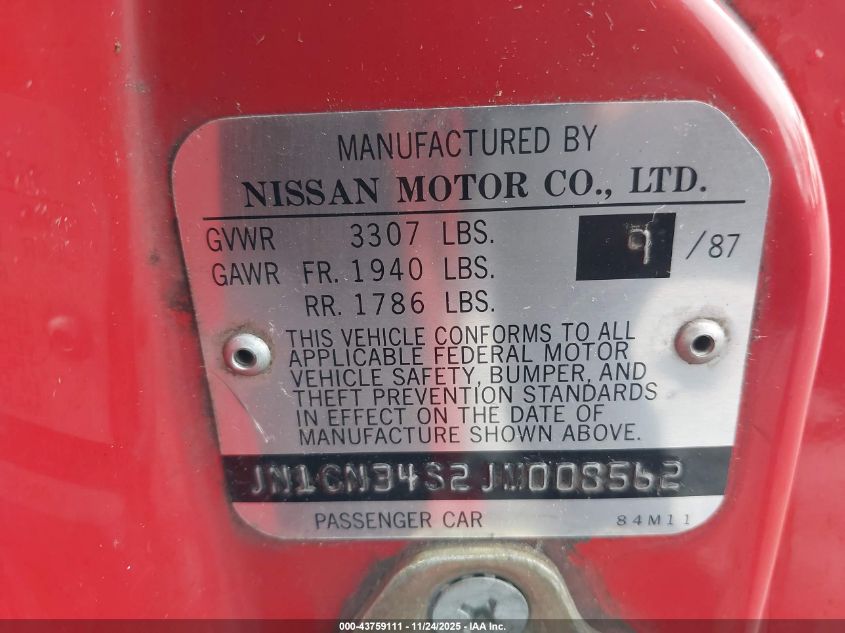 MANUFACTURED BY
NISSAN MOTOR CO., LTD.
GVWR 3307 LBS. 9 /87
GAWR FR. 1940 LBS.
RR. 1786 LBS.
THIS VEHICLE CONFORMS TO ALL
APPLICABLE FEDERAL MOTOR
VEHICLE SAFETY, BUMPER, AND
THEFT PREVENTION STANDARDS
IN EFFECT ON THE DATE OF
MANUFACTURE SHOWN ABOVE.
JN1CN34S2JM008562
PASSENGER CAR 84M11
000-43759111 - 11/24/2025 - IAA Inc.